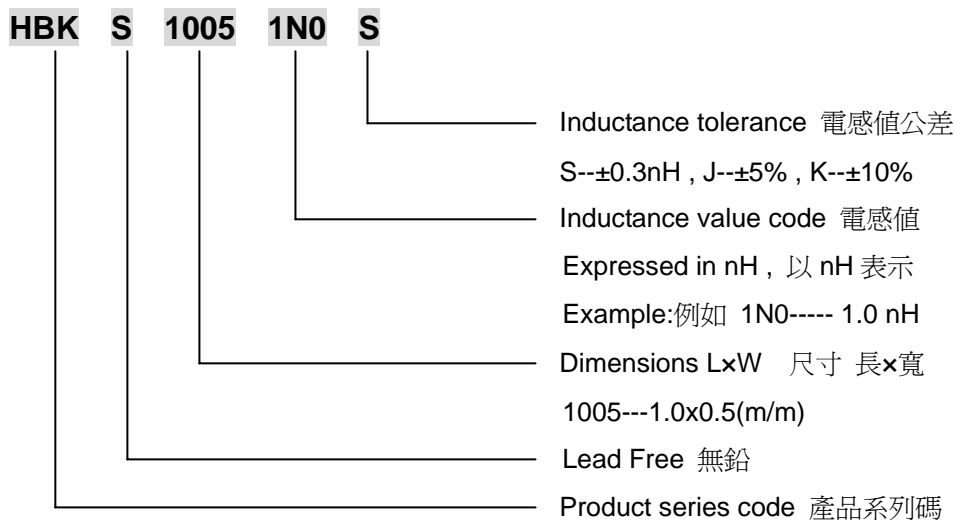 HBK S 1005 1N0 S
Inductance tolerance 電感值公差
S--±0.3nH , J--±5% , K--±10%
Inductance value code 電感值
Expressed in nH , 以 nH 表示
Example:例如 1N0----- 1.0 nH
Dimensions L×W 尺寸 長×寬
1005---1.0x0.5(m/m)
Lead Free 無鉛
Product series code 產品系列碼